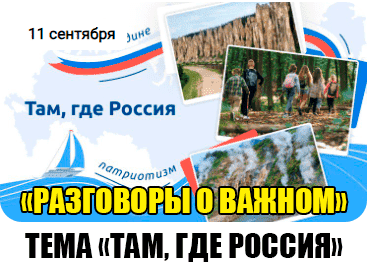 11 сентября
дине
Там, где Россия
патриотизм
«РАЗГОВОРЫ О ВАЖНОМ»
ТЕМА «ТАМ, ГДЕ РОССИЯ»